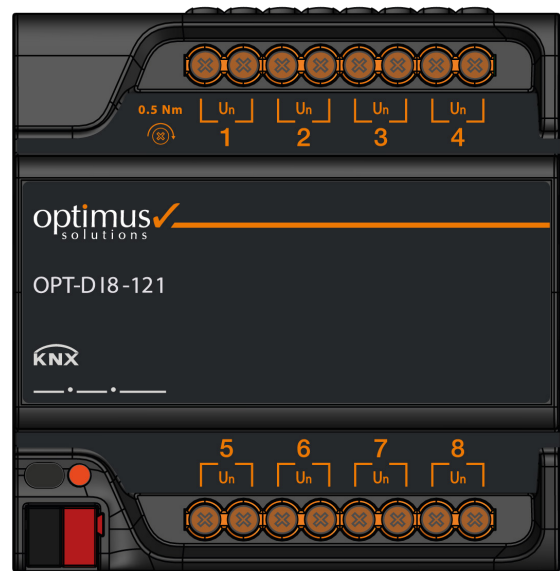 0.5 Nm
Un Un Un Un
1 2 3 4
optimus
solutions
OPT-DI8-121
KNX
5 6 7 8
Un Un Un Un